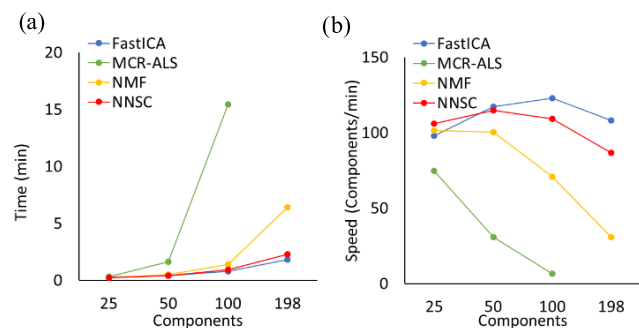 (a)
FastICA
MCR-ALS
NMF
NNSC
20
15
10
5
0
Time (min)
25 50 100 198
Components
(b)
FastICA
MCR-ALS
NMF
NNSC
150
100
50
0
Speed (Components/min)
25 50 100 198
Components